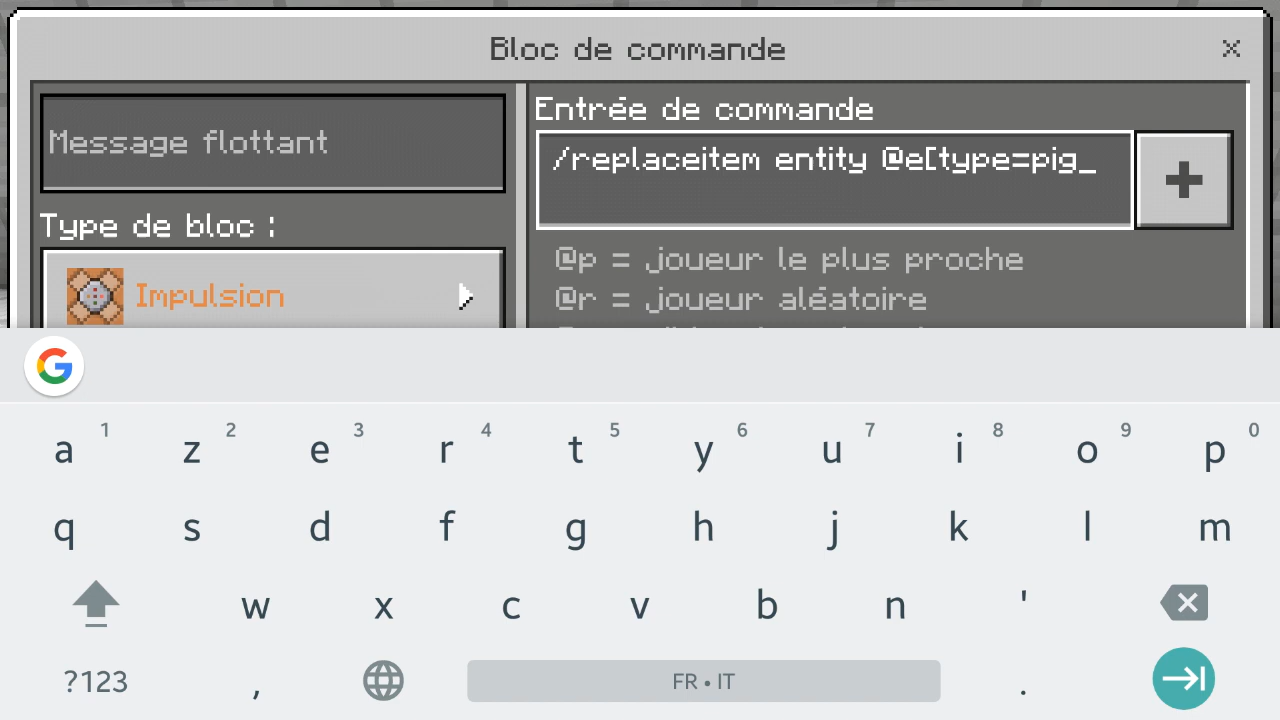 Bloc de commande
Message flottant
Type de bloc :
Impulsion
Entrée de commande
/replaceitem entity @e[type=pig_
@p = joueur le plus proche
@r = joueur aléatoire
a 1 z 2 e 3 r 4 t 5 y 6 u 7 i 8 o 9 p 0
q s d f g h j k l m
w x c v b n '
?123 , FR • IT .